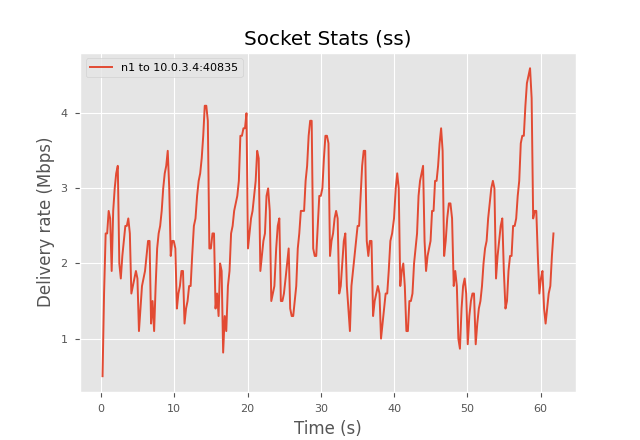 Socket Stats (ss)
n1 to 10.0.3.4:40835
Delivery rate (Mbps)
4
3
2
1
0 10 20 30 40 50 60
Time (s)